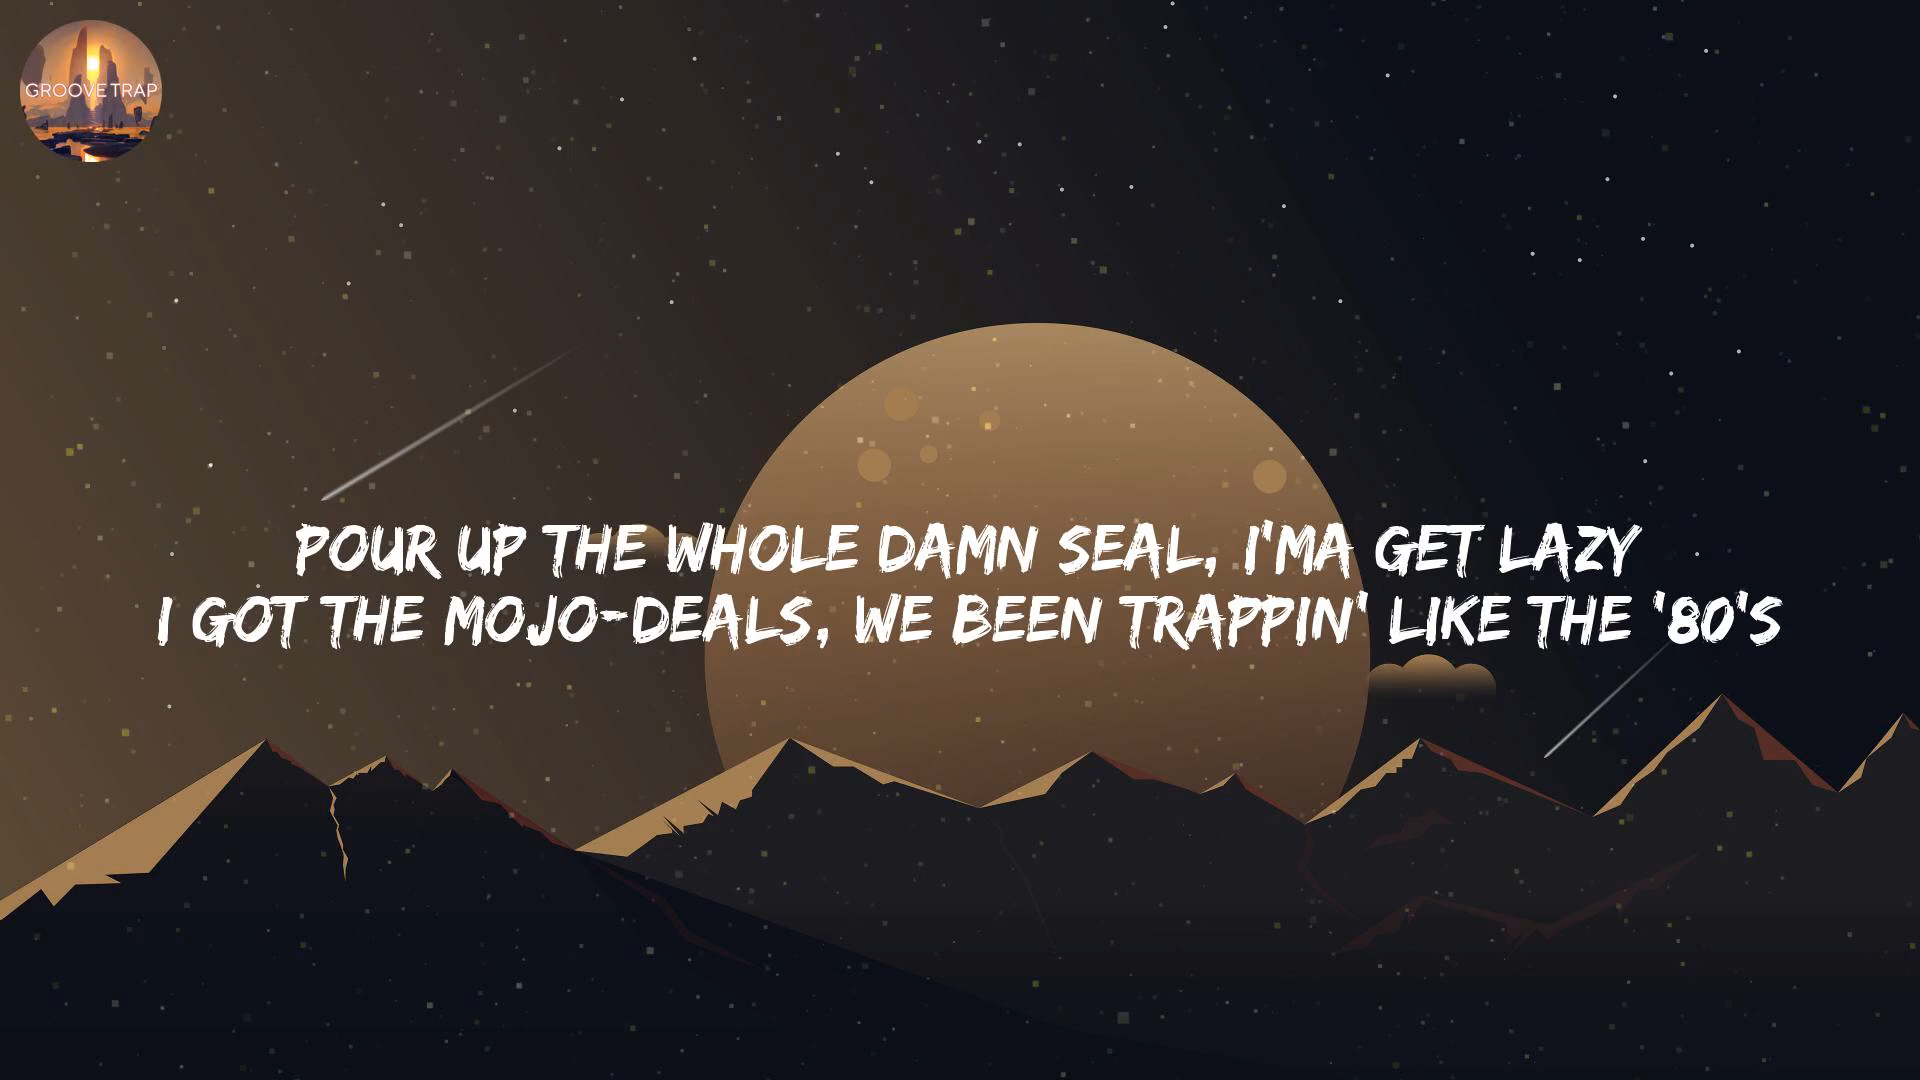 GROOVE TRAP
POUR UP THE WHOLE DAMN SEAL, I'MA GET LAZY
I GOT THE MOJO-DEALS, WE BEEN TRAPPIN' LIKE THE '80'S